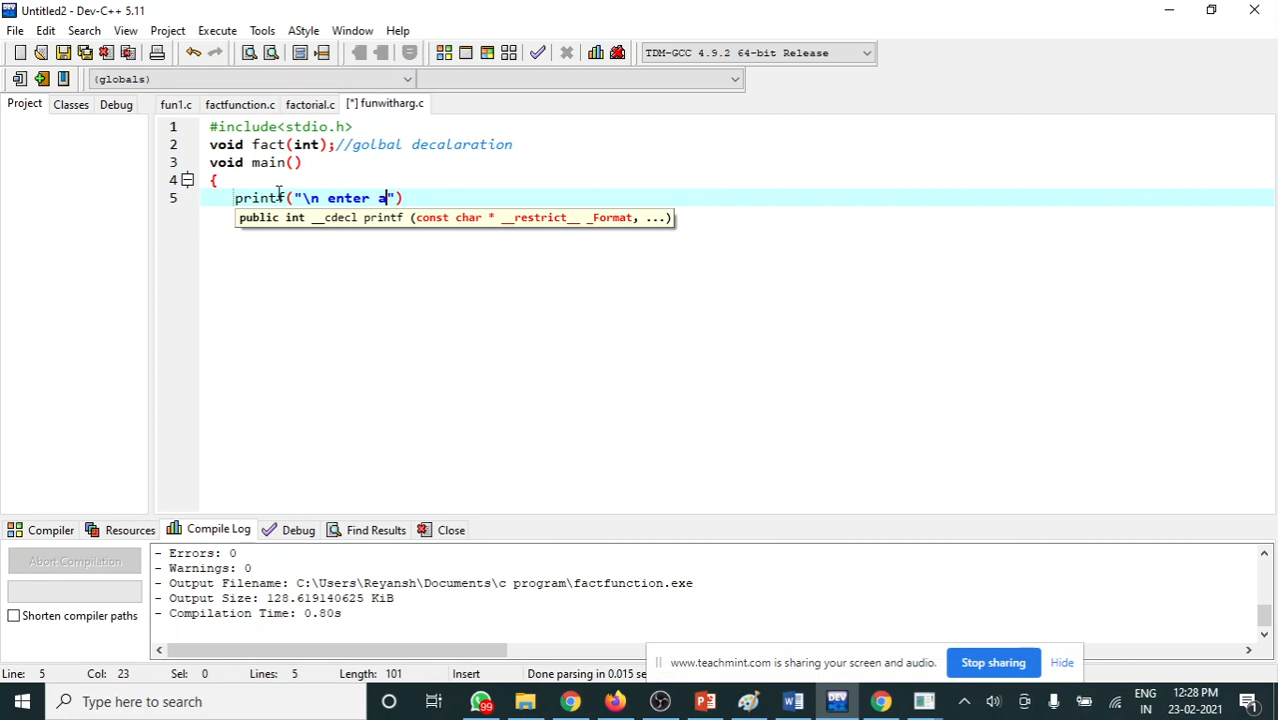 Untitled2 - Dev-C++ 5.11
File Edit Search View Project Execute Tools AStyle Window Help
TDM-GCC 4.9.2 64-bit Release
(globals)
Project Classes Debug fun1.c factfunction.c factorial.c [*] funwitharg.c
1 #include<stdio.h>
2 void fact(int);//golbal decalaration
3 void main()
4 {
5 printf("\n enter a")
public int __cdecl printf (const char * __restrict__ _Format, ...)
Compiler Resources Compile Log Debug Find Results Close
Abort Compilation
Shorten compiler paths
- Errors: 0
- Warnings: 0
- Output Filename: C:\Users\Reyansh\Documents\c program\factfunction.exe
- Output Size: 128.619140625 KiB
- Compilation Time: 0.80s
www.teachmint.com is sharing your screen and audio. Stop sharing Hide
Line: 5 Col: 23 Sel: 0 Lines: 5 Length: 101 Insert Done parsing in 0.015 se
Type here to search
99
ENG
IN
12:28 PM
23-02-2021
1